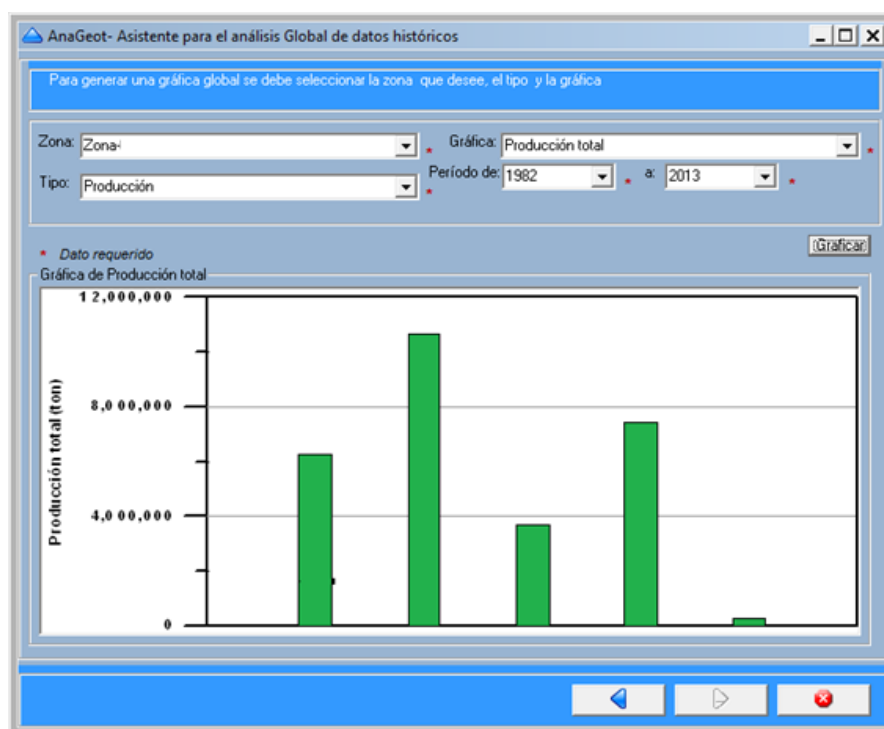 AnaGeot- Asistente para el análisis Global de datos históricos
Para generar una gráfica global se debe seleccionar la zona que desee, el tipo y la gráfica
Zona: Zona-
* Gráfica: Producción total *
Tipo: Producción *
Período de: 1982 * a: 2013 *
* Dato requerido
Graficar
Gráfica de Producción total
12,000,000
8,000,000
4,000,000
0
Producción total (ton)